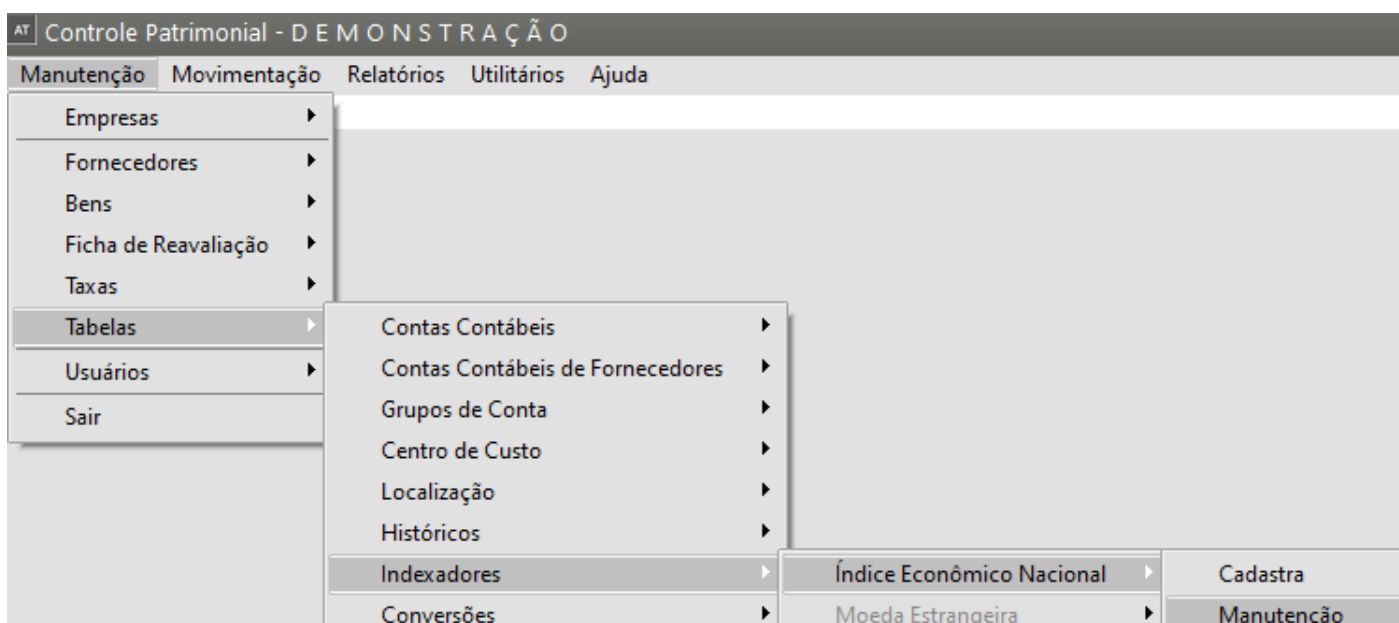 AT Controle Patrimonial - D E M O N S T R A Ç Ã O
Manutenção Movimentação Relatórios Utilitários Ajuda
Empresas
Fornecedores
Bens
Ficha de Reavaliação
Taxas
Tabelas
Usuários
Sair
Contas Contábeis
Contas Contábeis de Fornecedores
Grupos de Conta
Centro de Custo
Localização
Históricos
Indexadores
Conversões
Índice Econômico Nacional
Moeda Estrangeira
Cadastra
Manutenção